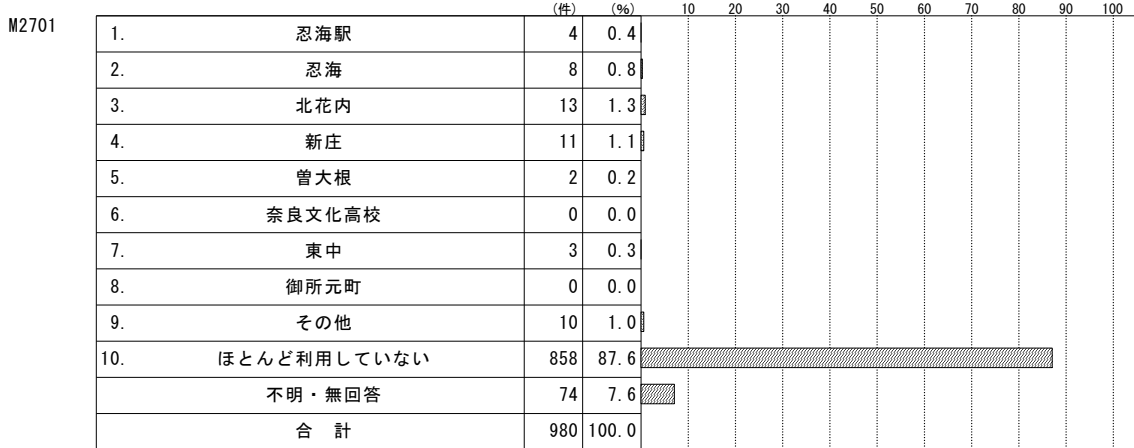 (件) (%) 10 20 30 40 50 60 70 80 90 100
M2701
1. 忍海駅 4 0.4
2. 忍海 8 0.8
3. 北花内 13 1.3
4. 新庄 11 1.1
5. 曽大根 2 0.2
6. 奈良文化高校 0 0.0
7. 東中 3 0.3
8. 御所元町 0 0.0
9. その他 10 1.0
10. ほとんど利用していない 858 87.6
不明・無回答 74 7.6
合 計 980 100.0